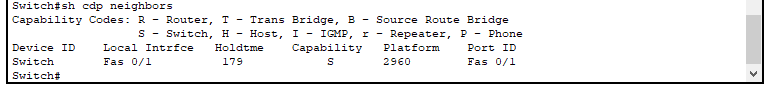 Switch#sh cdp neighbors
Capability Codes: R - Router, T - Trans Bridge, B - Source Route Bridge
                  S - Switch, H - Host, I - IGMP, r - Repeater, P - Phone
Device ID    Local Intrfce   Holdtme    Capability   Platform    Port ID
Switch       Fas 0/1          179            S       2960        Fas 0/1
Switch#